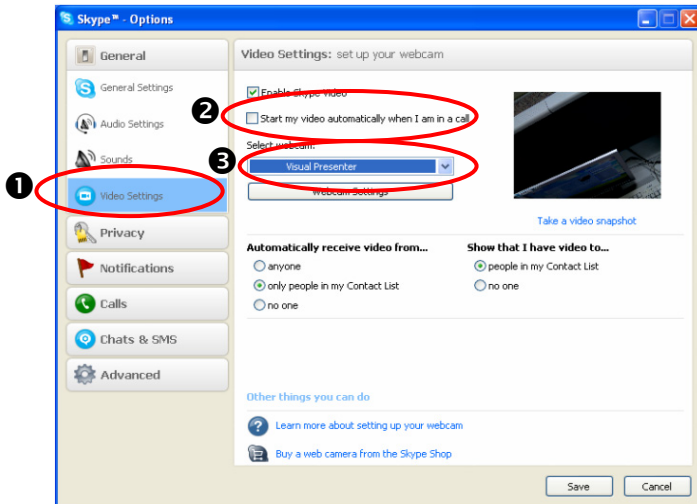 Skype™ - Options
General
General Settings
Audio Settings
Sounds
Video Settings
Privacy
Notifications
Calls
Chats & SMS
Advanced
Video Settings: set up your webcam
Enable Skype Video
Start my video automatically when I am in a call
Select webcam:
Visual Presenter
Webcam Settings
Take a video snapshot
Automatically receive video from...
anyone
only people in my Contact List
no one
Show that I have video to...
people in my Contact List
no one
Other things you can do
Learn more about setting up your webcam
Buy a web camera from the Skype Shop
Save
Cancel
1
2
3